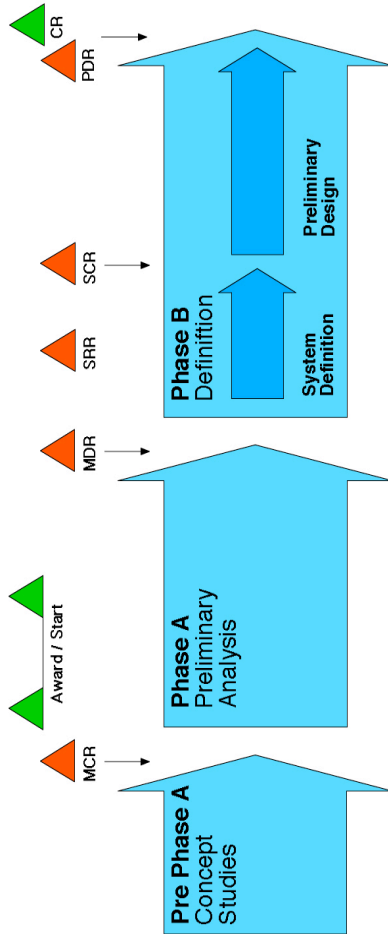 CR
PDR
SCR
SRR
MDR
Award / Start
MCR
Pre Phase A
Concept
Studies
Phase A
Preliminary
Analysis
Phase B
Definiftion
System
Definition
Preliminary
Design